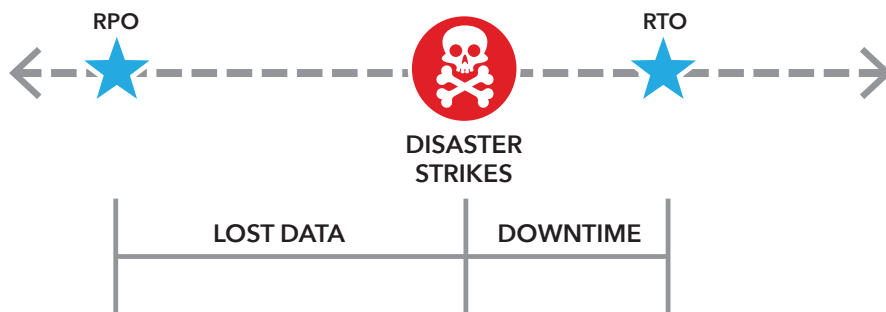 RPO
RTO
DISASTER
STRIKES
LOST DATA
DOWNTIME